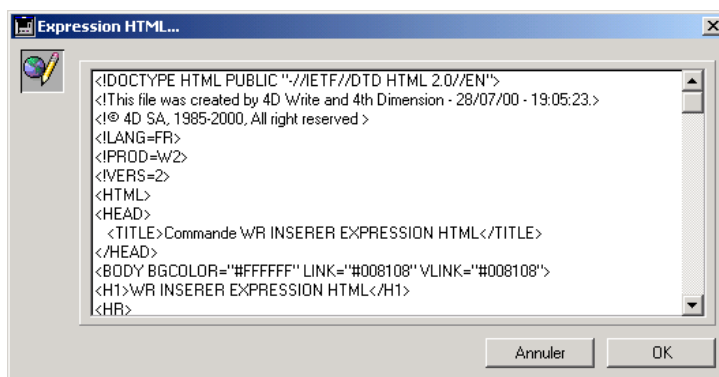 Expression HTML...
<!DOCTYPE HTML PUBLIC "-//IETF//DTD HTML 2.0//EN">
<!This file was created by 4D Write and 4th Dimension - 28/07/00 - 19:05:23.>
<!© 4D SA, 1985-2000, All right reserved >
<!LANG=FR>
<!PROD=W2>
<!VERS=2>
<HTML>
<HEAD>
<TITLE>Commande WR INSERER EXPRESSION HTML</TITLE>
</HEAD>
<BODY BGCOLOR="#FFFFFF" LINK="#008108" VLINK="#008108">
<H1>WR INSERER EXPRESSION HTML</H1>
<HR>
Annuler OK